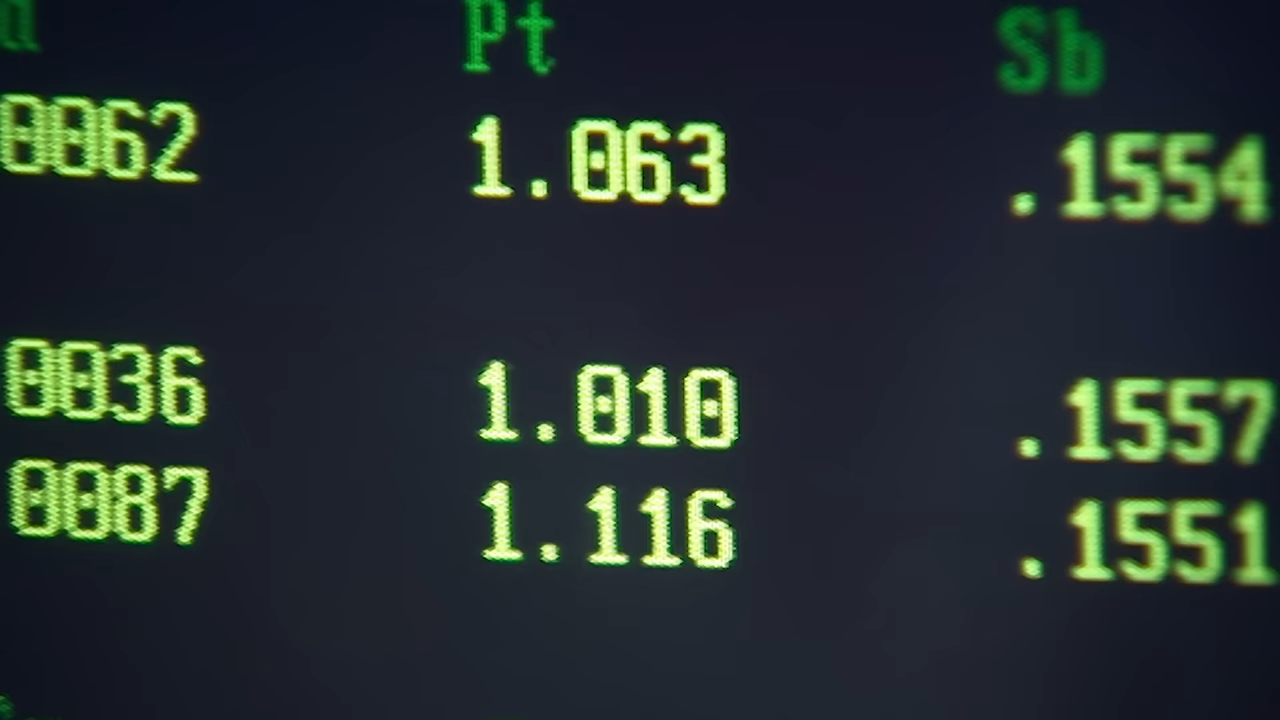 d Pt Sb
0062 1.063 .1554
0036 1.010 .1557
0087 1.116 .1551